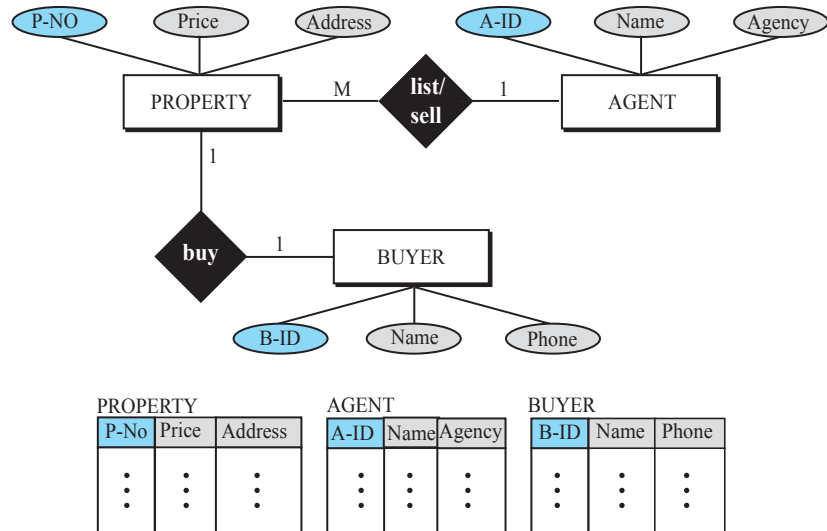 P-NO Price Address A-ID Name Agency
PROPERTY M list/ sell 1 AGENT
1
buy 1 BUYER
B-ID Name Phone
PROPERTY AGENT BUYER
P-No Price Address A-ID Name Agency B-ID Name Phone